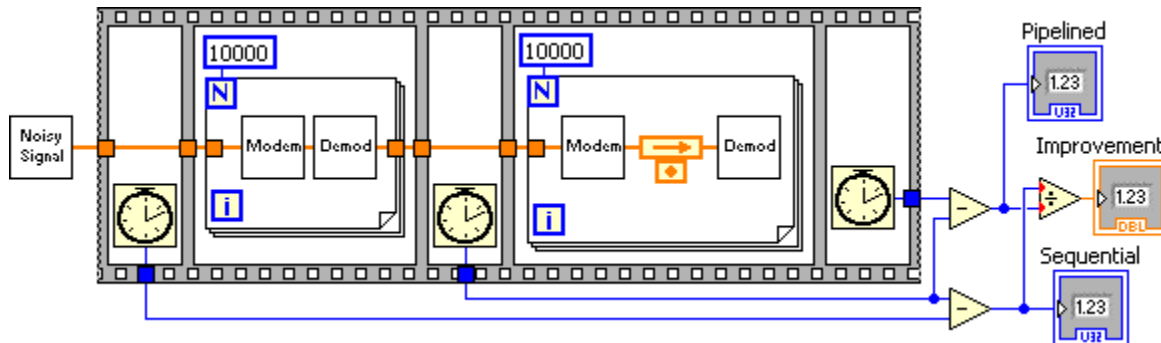 Noisy
Signal
10000
N
Modem
Demod
i
10000
N
Modem
Demod
i
Pipelined
1.23
U32
Improvement
1.23
DBL
Sequential
1.23
U32